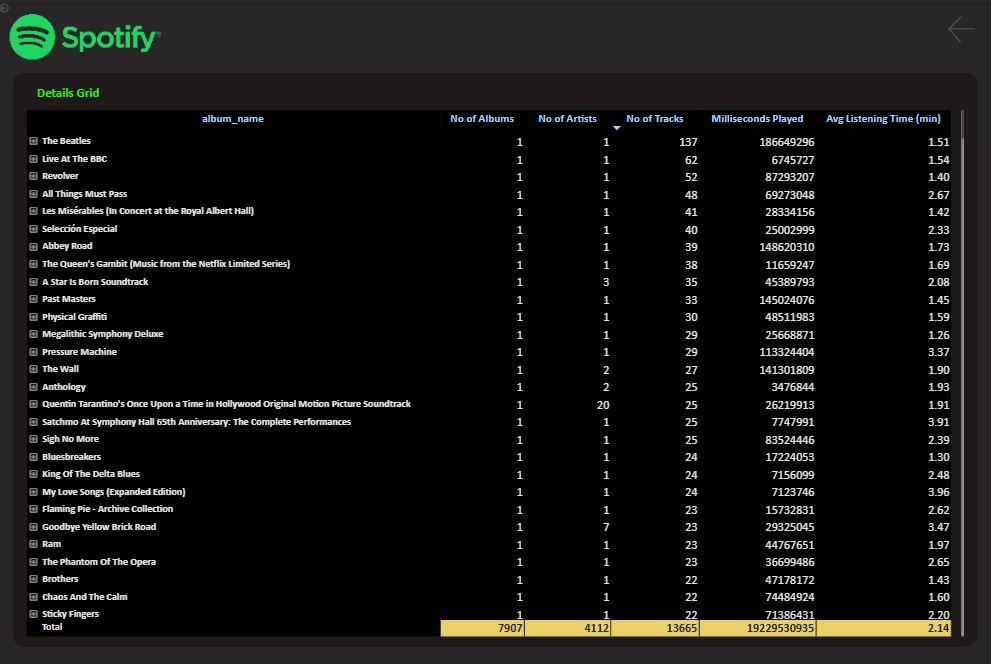 Spotify
Details Grid
album_name No of Albums No of Artists No of Tracks Milliseconds Played Avg Listening Time (min)
The Beatles 1 1 137 186649296 1.51
Live At The BBC 1 1 62 6745727 1.54
Revolver 1 1 52 87293207 1.40
All Things Must Pass 1 1 48 69273048 2.67
Les Misérables (In Concert at the Royal Albert Hall) 1 1 41 28334156 1.42
Selección Especial 1 1 40 25002999 2.33
Abbey Road 1 1 39 148620310 1.73
The Queen's Gambit (Music from the Netflix Limited Series) 1 1 38 11659247 1.69
A Star Is Born Soundtrack 1 3 35 45389793 2.08
Past Masters 1 1 33 145024076 1.45
Physical Graffiti 1 1 30 48511983 1.59
Megalithic Symphony Deluxe 1 1 29 25668871 1.26
Pressure Machine 1 1 29 113324404 3.37
The Wall 1 2 27 141301809 1.90
Anthology 1 2 25 3476844 1.93
Quentin Tarantino's Once Upon a Time in Hollywood Original Motion Picture Soundtrack 1 20 25 26219913 1.91
Satchmo At Symphony Hall 65th Anniversary: The Complete Performances 1 1 25 7747991 3.91
Sigh No More 1 1 25 83524446 2.39
Bluesbreakers 1 1 24 17224053 1.30
King Of The Delta Blues 1 1 24 7156099 2.48
My Love Songs (Expanded Edition) 1 1 24 7123746 3.96
Flaming Pie - Archive Collection 1 1 23 15732831 2.62
Goodbye Yellow Brick Road 1 7 23 29325045 3.47
Ram 1 1 23 44767651 1.97
The Phantom Of The Opera 1 1 23 36699486 2.65
Brothers 1 1 22 47178172 1.43
Chaos And The Calm 1 1 22 74484924 1.60
Sticky Fingers 1 1 22 71386431 2.20
Total 7907 4112 13665 19229530935 2.14